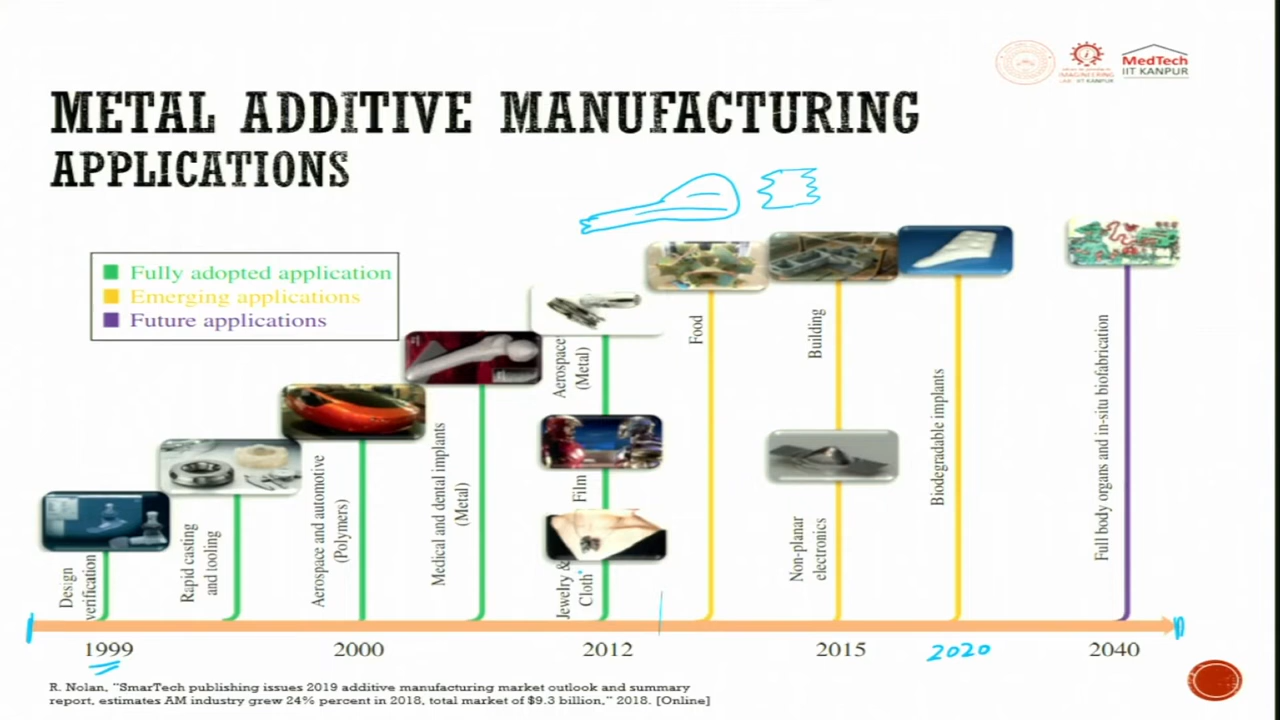 MedTech
IIT KANPUR
METAL ADDITIVE MANUFACTURING
APPLICATIONS
Fully adopted application
Emerging applications
Future applications
Design
verification
Rapid casting
and tooling
Aerospace and automotive
(Polymers)
Medical and dental implants
(Metal)
Aerospace
(Metal)
Film
Jewelry &
Cloth
Food
Building
Non-planar
electronics
Biodegradable implants
Full body organs and in-situ biofabrication
1999
2000
2012
2015
2020
2040
R. Nolan, "SmarTech publishing issues 2019 additive manufacturing market outlook and summary
report, estimates AM industry grew 24% percent in 2018, total market of $9.3 billion," 2018. [Online]